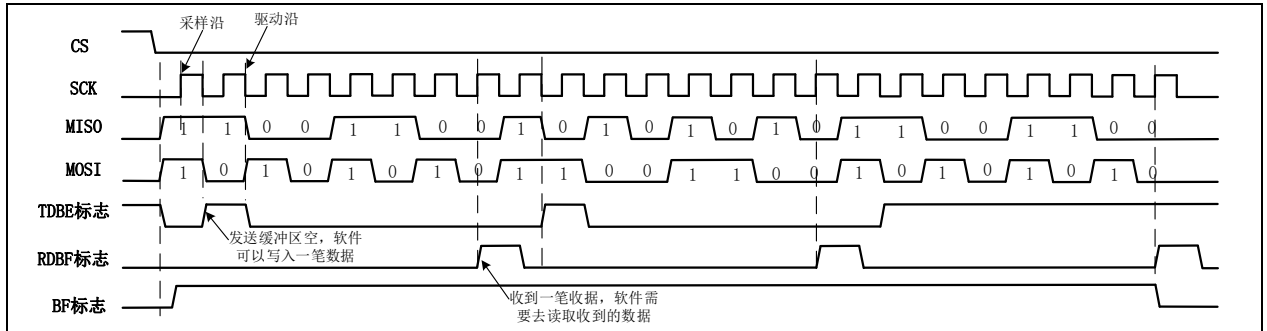 采样沿
驱动沿
CS
SCK
MISO
1 1 0 0 1 1 0 0 1 0 1 0 1 0 1 0 1 1 0 0 1 1 0 0
MOSI
1 0 1 0 1 0 1 0 1 1 0 0 1 1 0 0 1 0 1 0 1 0 1 0
TDBE标志
发送缓冲区空，软件
可以写入一笔数据
RDBF标志
收到一笔收据，软件需
要去读取收到的数据
BF标志